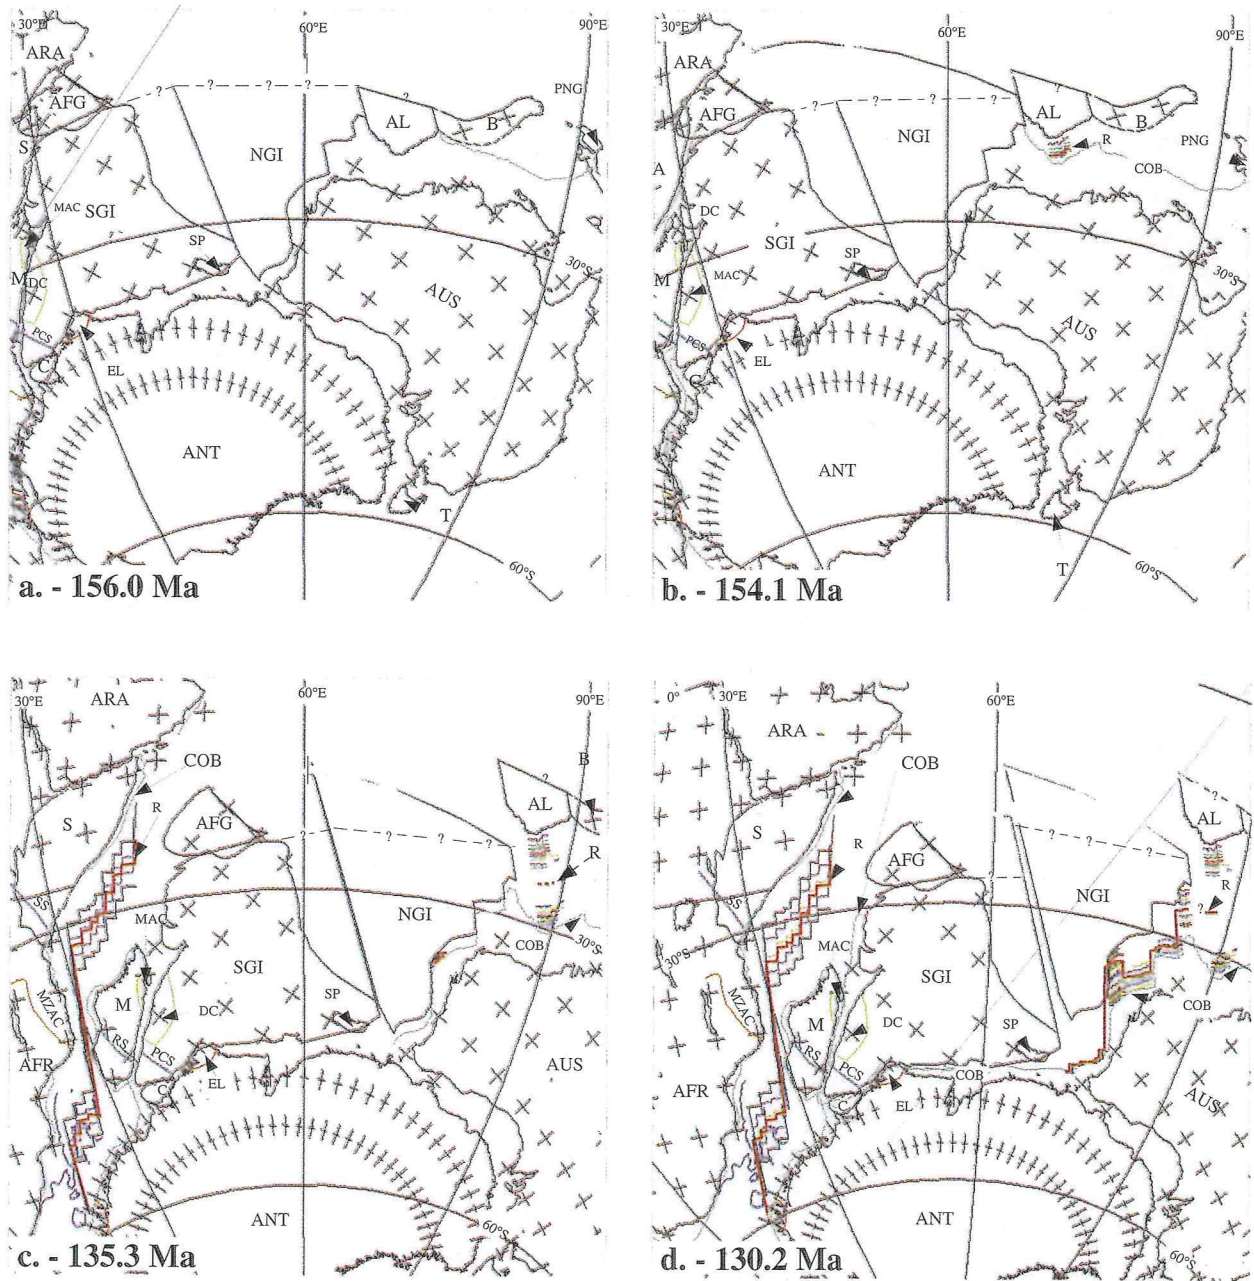 30°E
60°E
90°E
ARA
AFG
PNG
AL
B
S
NGI
MAC
SGI
SP
M
DC
30°S
AUS
PCS
C
EL
ANT
T
60°S
a. - 156.0 Ma
30°E
60°E
90°E
ARA
AFG
AL
B
NGI
R
PNG
COB
A
DC
SGI
SP
M
MAC
30°S
AUS
PCS
EL
C
ANT
T
60°S
b. - 154.1 Ma
30°E
60°E
90°E
ARA
COB
B
R
AL
S
AFG
R
SS
MAC
NGI
30°S
COB
SGI
MZAC
M
SP
DC
RS
PCS
AFR
EL
AUS
C
ANT
60°S
c. - 135.3 Ma
0°
30°E
60°E
ARA
COB
AL
S
R
AFG
R
SS
NGI
MAC
30°S
SGI
COB
MZAC
M
DC
SP
RS
PCS
COB
AFR
EL
AUS
C
ANT
60°S
d. - 130.2 Ma